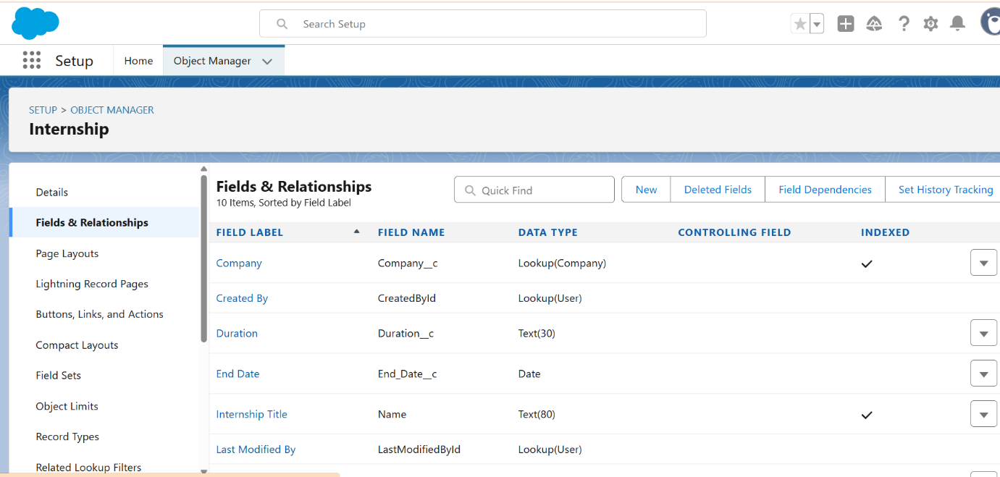 Search Setup
Setup Home Object Manager
SETUP > OBJECT MANAGER
Internship
Details
Fields & Relationships
Page Layouts
Lightning Record Pages
Buttons, Links, and Actions
Compact Layouts
Field Sets
Object Limits
Record Types
Related Lookup Filters
Fields & Relationships
10 Items, Sorted by Field Label
Quick Find
New Deleted Fields Field Dependencies Set History Tracking
FIELD LABEL FIELD NAME DATA TYPE CONTROLLING FIELD INDEXED
Company Company__c Lookup(Company)
Created By CreatedById Lookup(User)
Duration Duration__c Text(30)
End Date End_Date__c Date
Internship Title Name Text(80)
Last Modified By LastModifiedById Lookup(User)